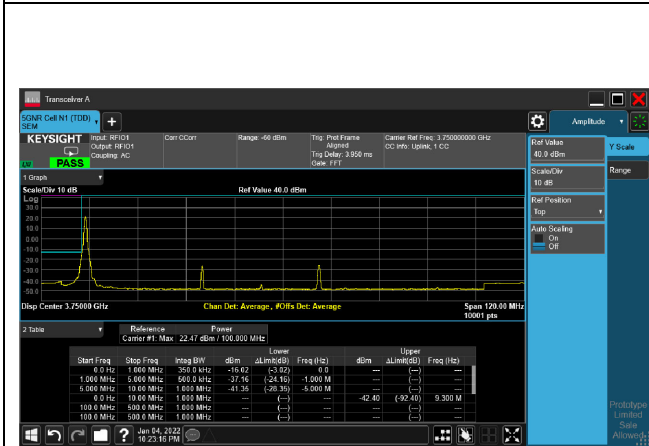 Transceiver A
5GNR Cell N1 (TDD)
SEM
Amplitude
KEYSIGHT
LW
PASS
Input: RFIO1
Output: RFIO1
Coupling: AC
Corr CCorr
Range: -60 dBm
Trig: Prot Frame
Aligned
Trig Delay: 3.950 ms
Gate: FFT
Carrier Ref Freq: 3.750000000 GHz
CC Info: Uplink, 1 CC
Ref Value
40.0 dBm
Y Scale
Scale/Div
10 dB
Range
Ref Position
Top
Auto Scaling
On
Off
1 Graph
Scale/Div 10 dB
Ref Value 40.0 dBm
Log
30.0
20.0
10.0
0.00
-10.0
-20.0
-30.0
-40.0
-50.0
Disp Center 3.75000 GHz
Chan Det: Average, #Offs Det: Average
Span 120.00 MHz
10001 pts
2 Table
Reference Power
Carrier #1: Max 22.47 dBm / 100.000 MHz
Lower Upper
Start Freq Stop Freq Integ BW dBm ΔLimit(dB) Freq (Hz) dBm ΔLimit(dB) Freq (Hz)
0.0 Hz 1.000 MHz 350.0 kHz -16.02 (-3.02) 0.0 --- (---) ---
1.000 MHz 5.000 MHz 500.0 kHz -37.16 (-24.16) -1.000 M --- (---) ---
5.000 MHz 10.00 MHz 1.000 MHz -41.35 (-28.35) -5.000 M --- (---) ---
0.0 Hz 10.00 MHz 1.000 MHz --- (---) --- -42.40 (-92.40) 9.300 M
100.0 MHz 500.0 MHz 1.000 MHz --- (---) --- --- (---) ---
100.0 MHz 500.0 MHz 1.000 MHz --- (---) --- --- (---) ---
Jan 04, 2022
10:23:16 PM
Prototype
Limited
Sale
Allowed